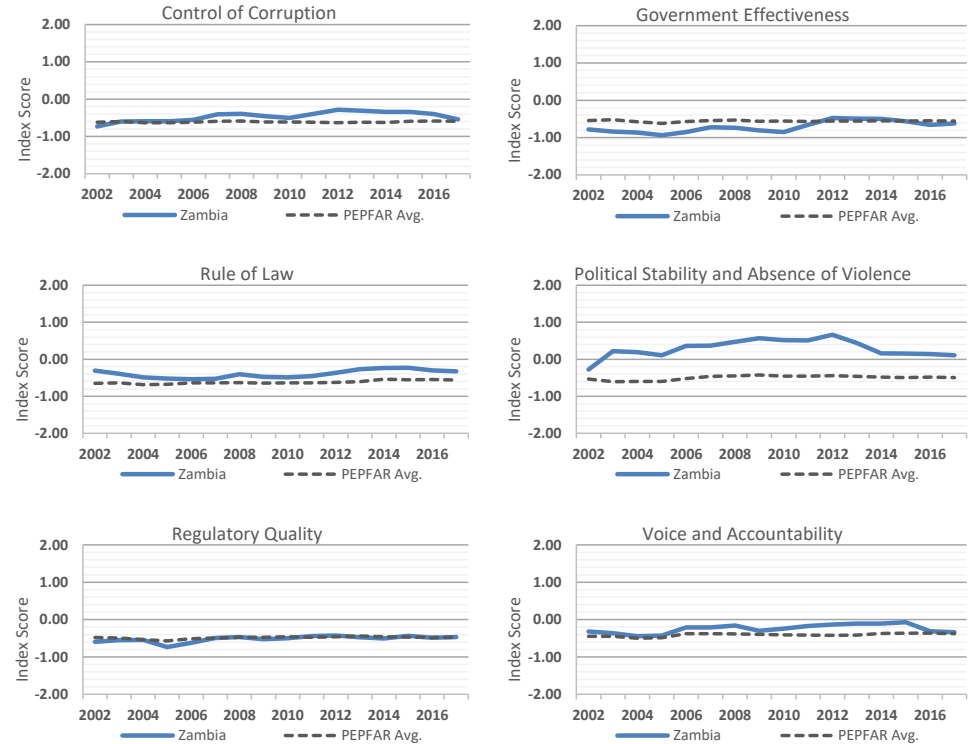 Control of Corruption
2.00
1.00
0.00
-1.00
-2.00
Index Score
2002 2004 2006 2008 2010 2012 2014 2016
Zambia PEPFAR Avg.
Government Effectiveness
2.00
1.00
0.00
-1.00
-2.00
Index Score
2002 2004 2006 2008 2010 2012 2014 2016
Zambia PEPFAR Avg.
Rule of Law
2.00
1.00
0.00
-1.00
-2.00
Index Score
2002 2004 2006 2008 2010 2012 2014 2016
Zambia PEPFAR Avg.
Political Stability and Absence of Violence
2.00
1.00
0.00
-1.00
-2.00
Index Score
2002 2004 2006 2008 2010 2012 2014 2016
Zambia PEPFAR Avg.
Regulatory Quality
2.00
1.00
0.00
-1.00
-2.00
Index Score
2002 2004 2006 2008 2010 2012 2014 2016
Zambia PEPFAR Avg.
Voice and Accountability
2.00
1.00
0.00
-1.00
-2.00
Index Score
2002 2004 2006 2008 2010 2012 2014 2016
Zambia PEPFAR Avg.